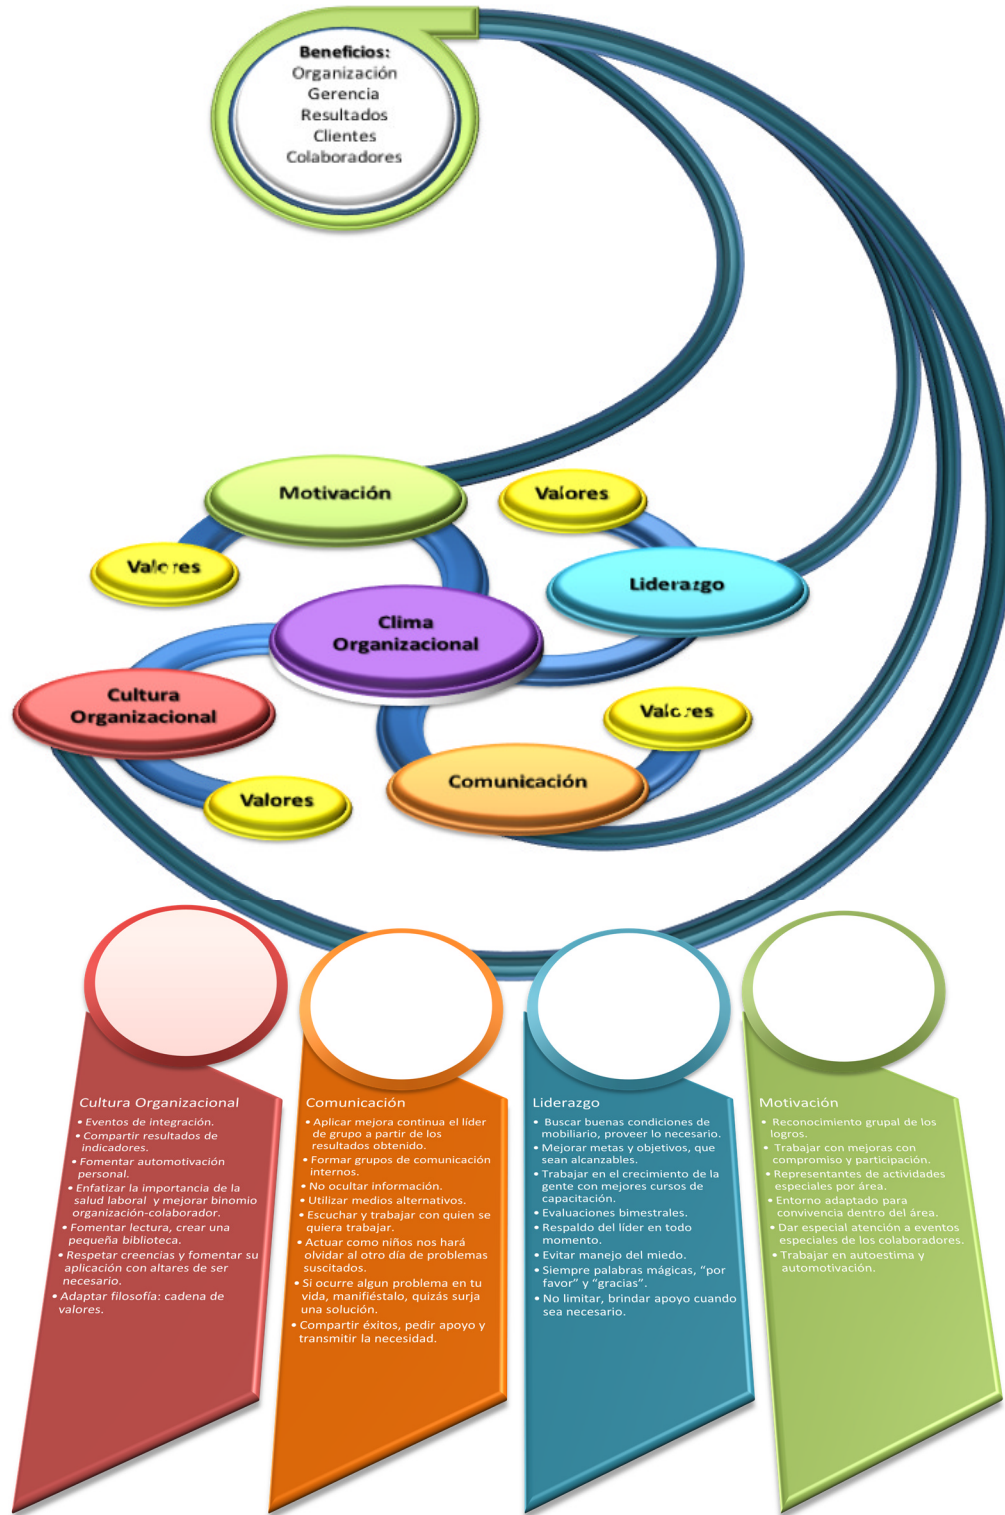 Beneficios:
Organización
Gerencia
Resultados
Clientes
Colaboradores
Motivación
Valores
Valores
Liderazgo
Clima
Organizacional
Cultura
Organizacional
Valores
Comunicación
Valores
Cultura Organizacional
• Eventos de integración.
• Compartir resultados de
indicadores.
• Fomentar automotivación
personal.
• Enfatizar la importancia de la
salud laboral y mejorar binomio
organización-colaborador.
• Fomentar lectura, crear una
pequeña biblioteca.
• Respetar creencias y fomentar su
aplicación con altares de ser
necesario.
• Adaptar filosofía: cadena de
valores.
Comunicación
• Aplicar mejora continua el líder
de grupo a partir de los
resultados obtenido.
• Formar grupos de comunicación
internos.
• No ocultar información.
• Utilizar medios alternativos.
• Escuchar y trabajar con quien se
quiera trabajar.
• Actuar como niños nos hará
olvidar al otro día de problemas
suscitados.
• Si ocurre algun problema en tu
vida, manifiéstalo, quizás surja
una solución.
• Compartir éxitos, pedir apoyo y
transmitir la necesidad.
Liderazgo
• Buscar buenas condiciones de
mobiliario, proveer lo necesario.
• Mejorar metas y objetivos, que
sean alcanzables.
• Trabajar en el crecimiento de la
gente con mejores cursos de
capacitación.
• Evaluaciones bimestrales.
• Respaldo del líder en todo
momento.
• Evitar manejo del miedo.
• Siempre palabras mágicas, “por
favor” y “gracias”.
• No limitar, brindar apoyo cuando
sea necesario.
Motivación
• Reconocimiento grupal de los
logros.
• Trabajar con mejoras con
compromiso y participación.
• Representantes de actividades
especiales por área.
• Entorno adaptado para
convivencia dentro del área.
• Dar especial atención a eventos
especiales de los colaboradores.
• Trabajar en autoestima y
automotivación.